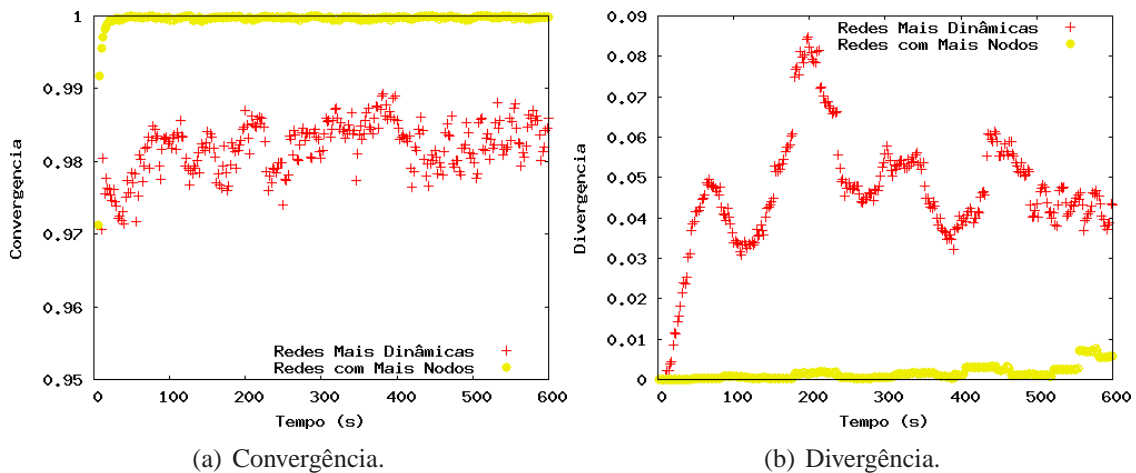 1
0.99
0.98
0.97
0.96
0.95
Convergência
Redes Mais Dinâmicas
Redes com Mais Nodos
0 100 200 300 400 500 600
Tempo (s)
(a) Convergência.
0.09
0.08
0.07
0.06
0.05
0.04
0.03
0.02
0.01
0
Divergência
Redes Mais Dinâmicas
Redes com Mais Nodos
0 100 200 300 400 500 600
Tempo (s)
(b) Divergência.